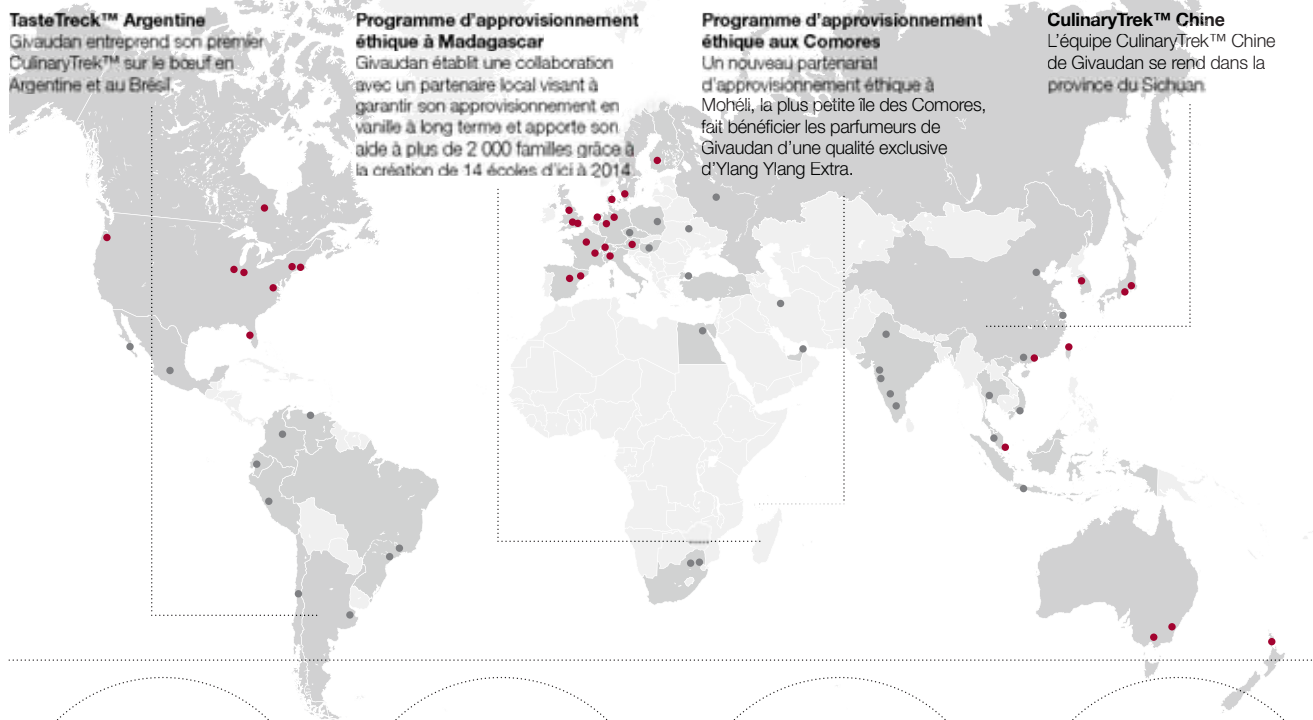 TasteTreck™ Argentine
Givaudan entreprend son premier
CulinaryTrek™ sur le bœuf en
Argentine et au Brésil.
Programme d’approvisionnement
éthique à Madagascar
Givaudan établit une collaboration
avec un partenaire local visant à
garantir son approvisionnement en
vanille à long terme et apporte son
aide à plus de 2 000 familles grâce à
la création de 14 écoles d’ici à 2014.
Programme d’approvisionnement
éthique aux Comores
Un nouveau partenariat
d’approvisionnement éthique à
Mohéli, la plus petite île des Comores,
fait bénéficier les parfumeurs de
Givaudan d’une qualité exclusive
d’Ylang Ylang Extra.
CulinaryTrek™ Chine
L’équipe CulinaryTrek™ Chine
de Givaudan se rend dans la
province du Sichuan.